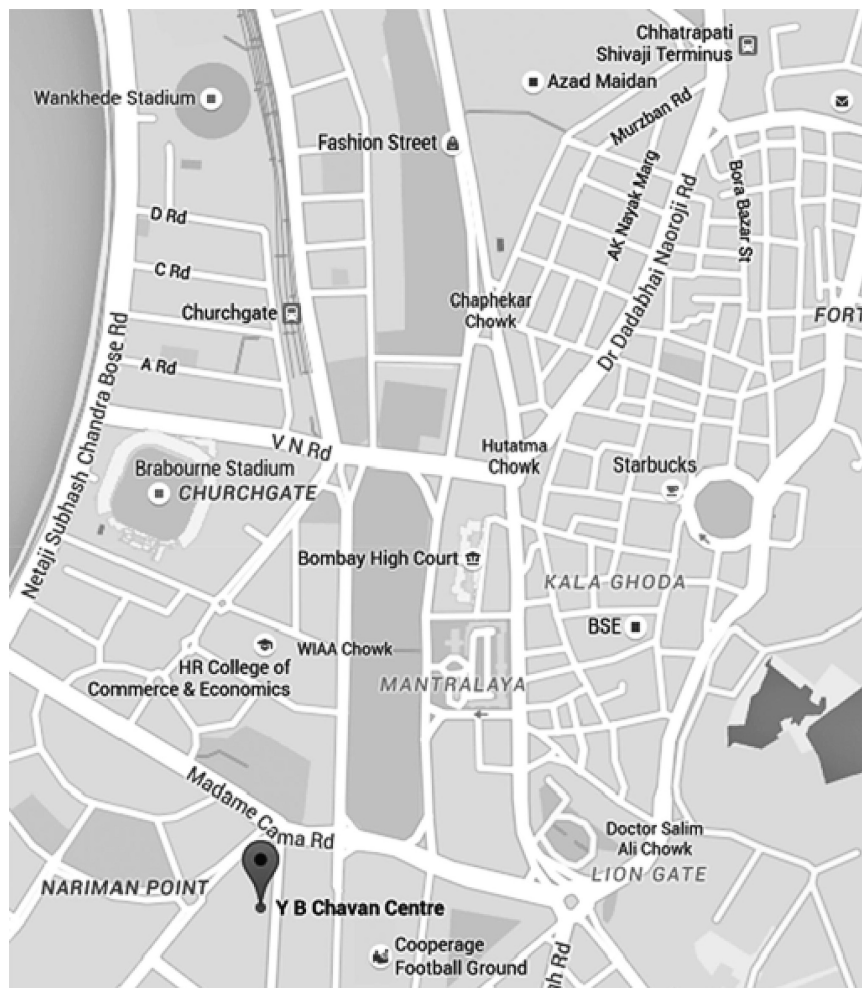 Chhatrapati
Shivaji Terminus
Azad Maidan
Wankhede Stadium
Murzban Rd
Fashion Street
AK Nayak Marg
Bora Bazar St
D Rd
Dr Dadabhai Naoroji Rd
C Rd
Chaphekar
Chowk
Churchgate
FORT
A Rd
Netaji Subhash Chandra Bose Rd
V N Rd
Hutatma
Chowk
Brabourne Stadium
CHURCHGATE
Starbucks
Bombay High Court
KALA GHODA
BSE
WIAA Chowk
HR College of
Commerce & Economics
MANTRALAYA
Madame Cama Rd
Doctor Salim
Ali Chowk
LION GATE
NARIMAN POINT
Y B Chavan Centre
Cooperage
Football Ground
Rd